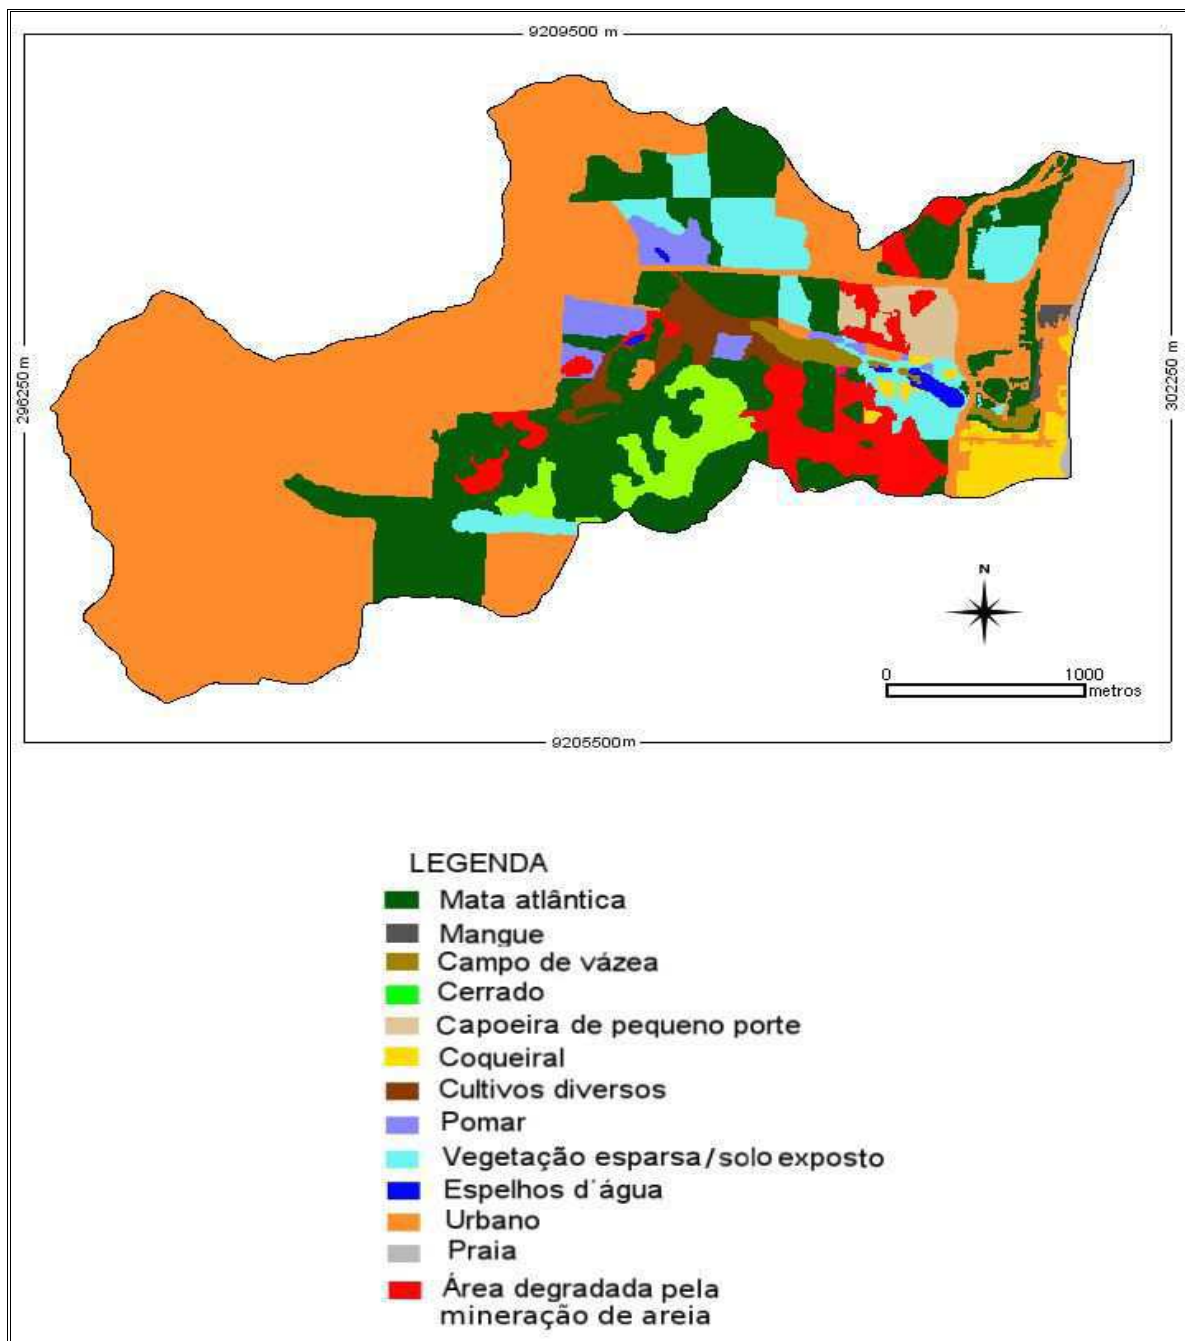 9209500 m
296250 m
302250 m
N
0 1000
metros
9205500m
LEGENDA
Mata atlântica
Mangue
Campo de vázea
Cerrado
Capoeira de pequeno porte
Coqueiral
Cultivos diversos
Pomar
Vegetação esparsa/solo exposto
Espelhos d´água
Urbano
Praia
Área degradada pela
mineração de areia